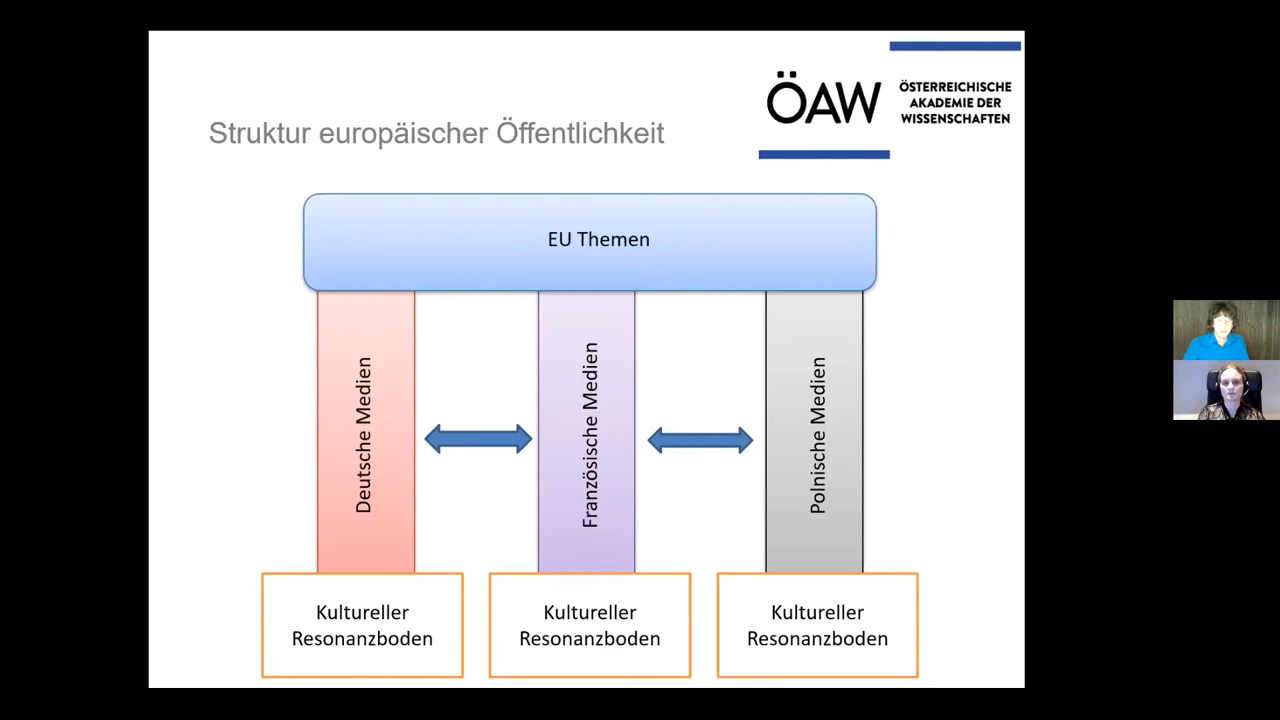 ÖAW
ÖSTERREICHISCHE
AKADEMIE DER
WISSENSCHAFTEN
Struktur europäischer Öffentlichkeit
EU Themen
Deutsche Medien
Französische Medien
Polnische Medien
Kultureller
Resonanzboden
Kultureller
Resonanzboden
Kultureller
Resonanzboden